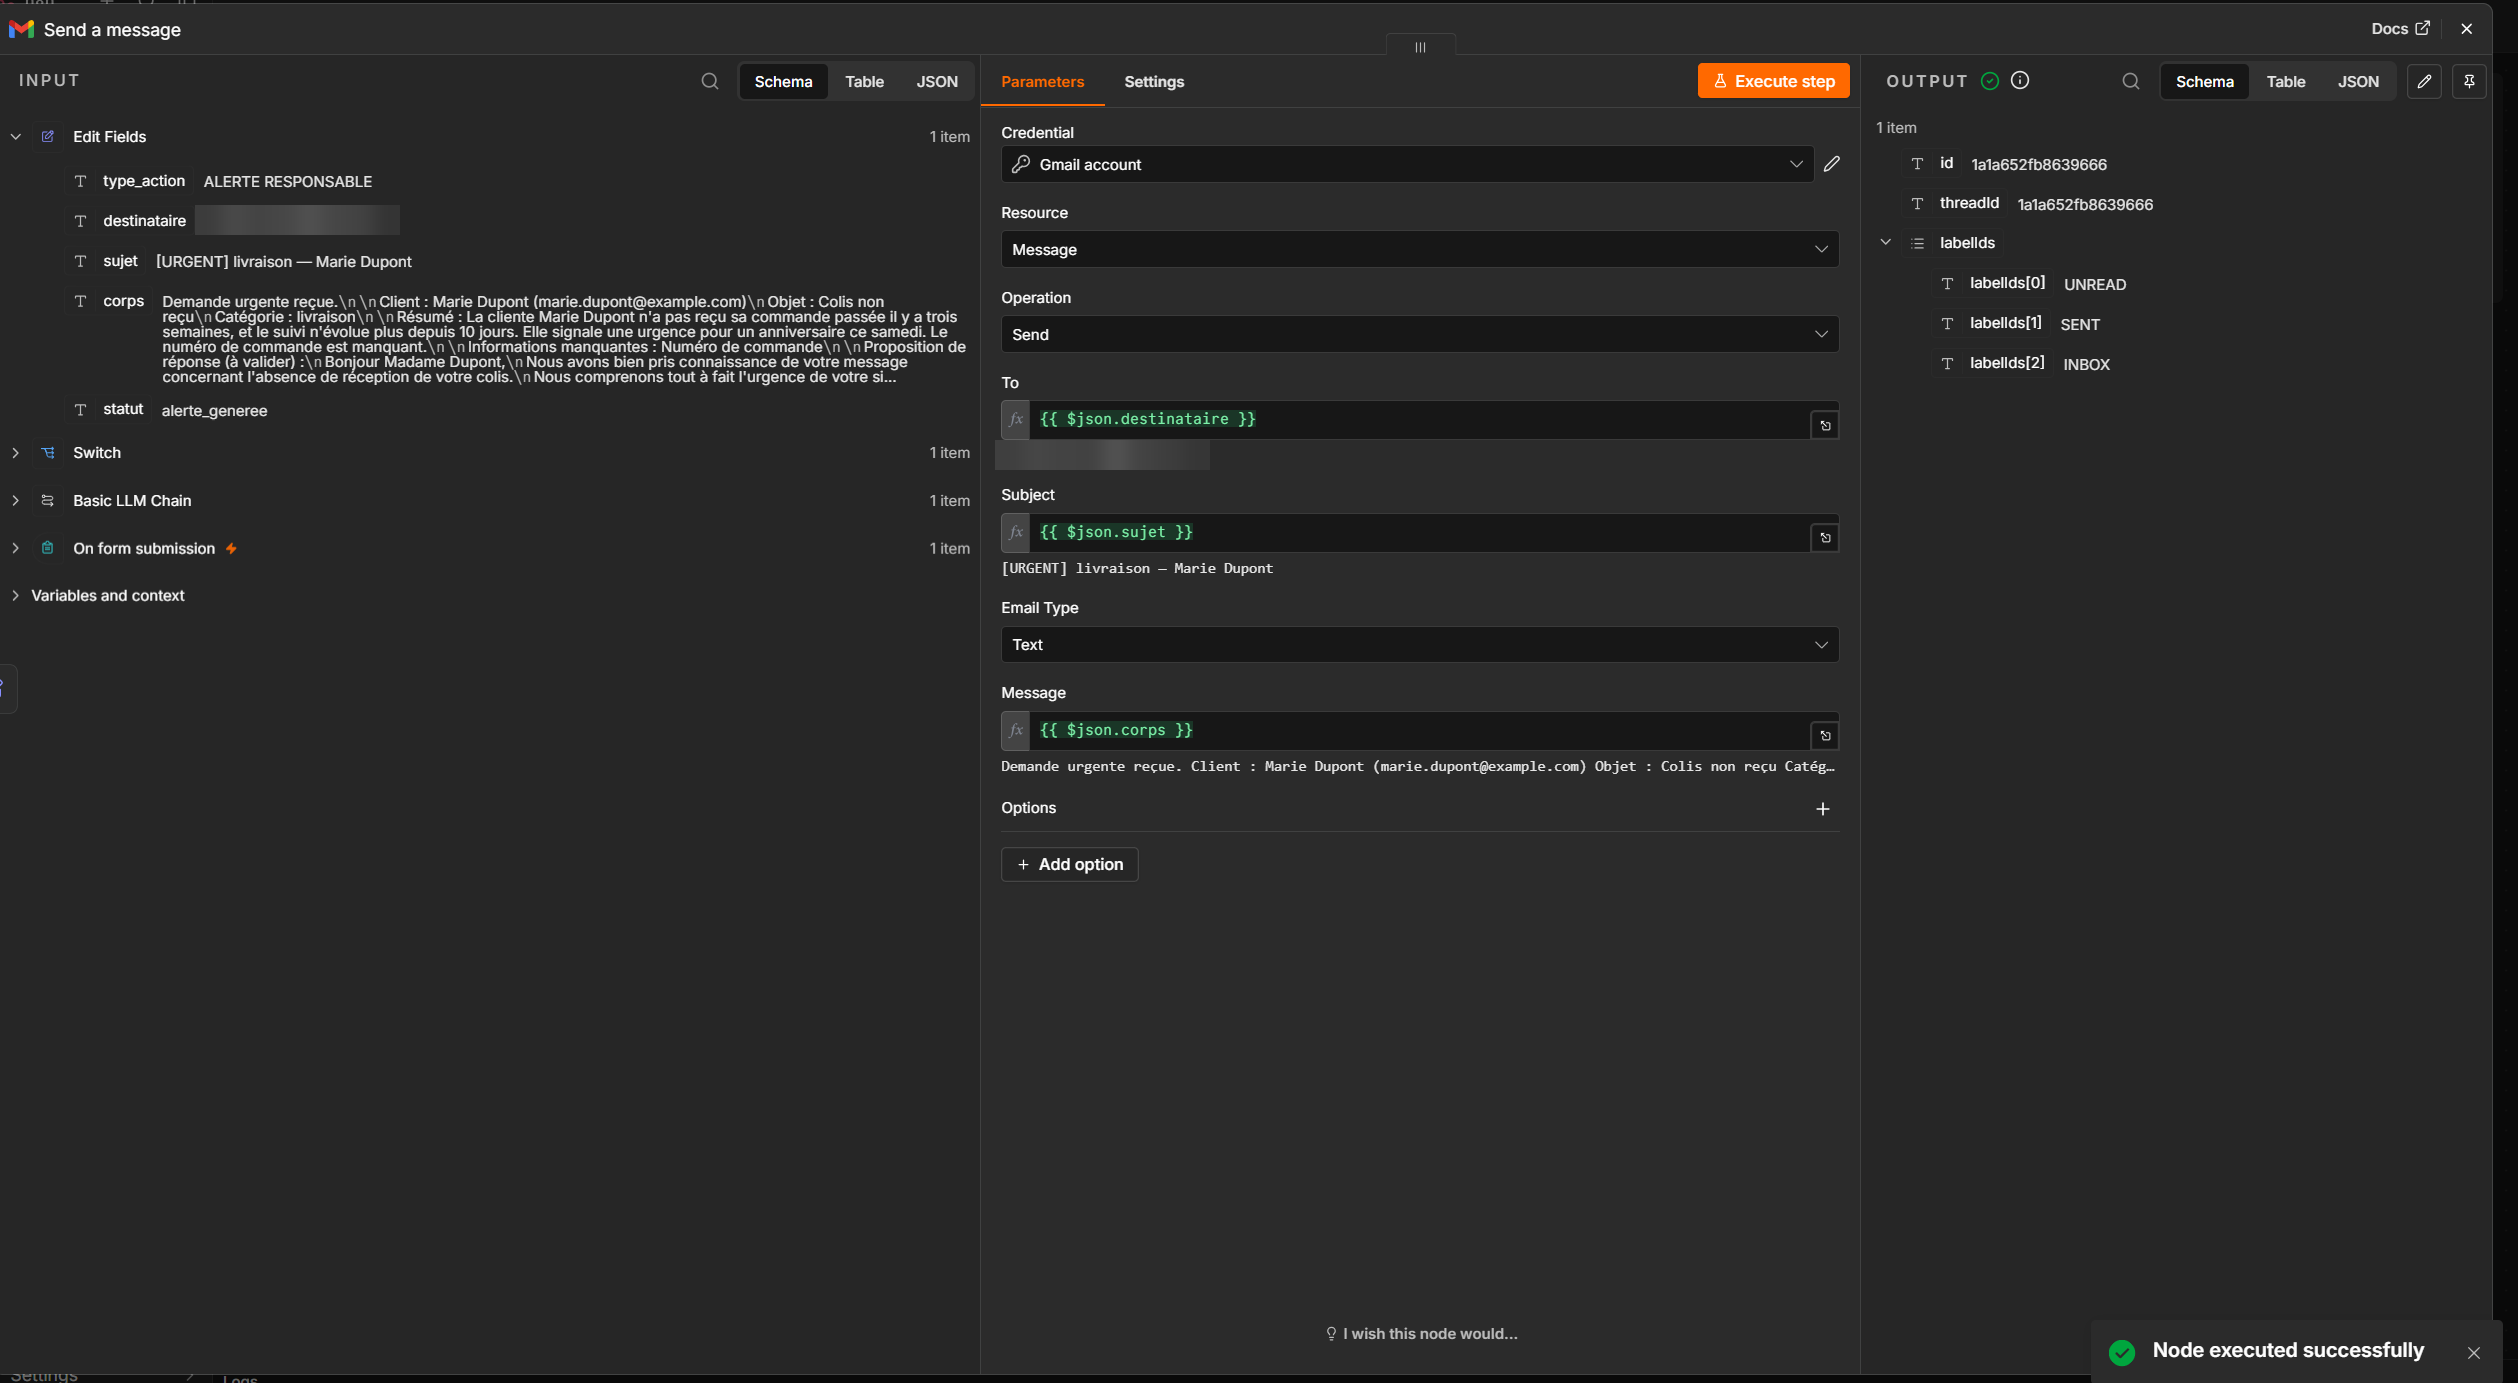 Send a message
Docs
INPUT
Schema Table JSON
Edit Fields 1 item
T type_action ALERTE RESPONSABLE
T destinataire
T sujet [URGENT] livraison — Marie Dupont
T corps Demande urgente reçue.\n\nClient : Marie Dupont (marie.dupont@example.com)\nObjet : Colis non
reçu\nCatégorie : livraison\n\nRésumé : La cliente Marie Dupont n'a pas reçu sa commande passée il y a trois
semaines, et le suivi n'évolue plus depuis 10 jours. Elle signale une urgence pour un anniversaire ce samedi. Le
numéro de commande est manquant.\n\nInformations manquantes : Numéro de commande\n\nProposition de
réponse (à valider) :\nBonjour Madame Dupont,\nNous avons bien pris connaissance de votre message
concernant l'absence de réception de votre colis.\nNous comprenons tout à fait l'urgence de votre si...
T statut alerte_generee
Switch 1 item
Basic LLM Chain 1 item
On form submission 1 item
Variables and context
Parameters Settings
Execute step
Credential
Gmail account
Resource
Message
Operation
Send
To
fx {{ $json.destinataire }}
Subject
fx {{ $json.sujet }}
[URGENT] livraison — Marie Dupont
Email Type
Text
Message
fx {{ $json.corps }}
Demande urgente reçue. Client : Marie Dupont (marie.dupont@example.com) Objet : Colis non reçu Catég…
Options
+ Add option
I wish this node would...
OUTPUT
Schema Table JSON
1 item
T id 1a1a652fb8639666
T threadId 1a1a652fb8639666
labelIds
T labelIds[0] UNREAD
T labelIds[1] SENT
T labelIds[2] INBOX
Node executed successfully
Settings
Logs